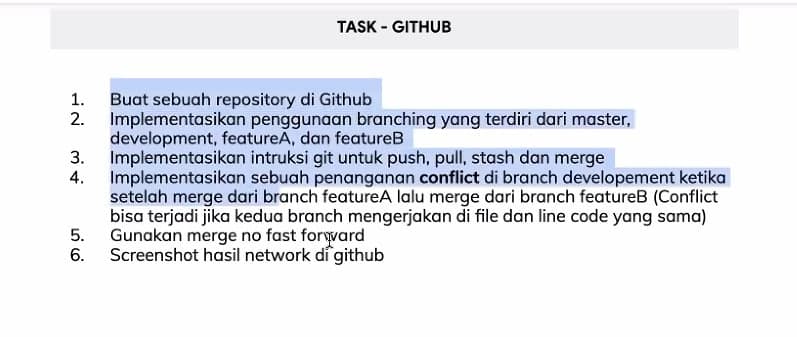 TASK - GITHUB
1. Buat sebuah repository di Github
2. Implementasikan penggunaan branching yang terdiri dari master,
development, featureA, dan featureB
3. Implementasikan intruksi git untuk push, pull, stash dan merge
4. Implementasikan sebuah penanganan conflict di branch developement ketika
setelah merge dari branch featureA lalu merge dari branch featureB (Conflict
bisa terjadi jika kedua branch mengerjakan di file dan line code yang sama)
5. Gunakan merge no fast forward
6. Screenshot hasil network di github